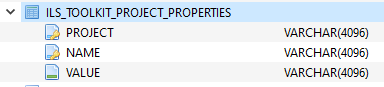 ILS_TOOLKIT_PROJECT_PROPERTIES
PROJECT VARCHAR(4096)
NAME VARCHAR(4096)
VALUE VARCHAR(4096)